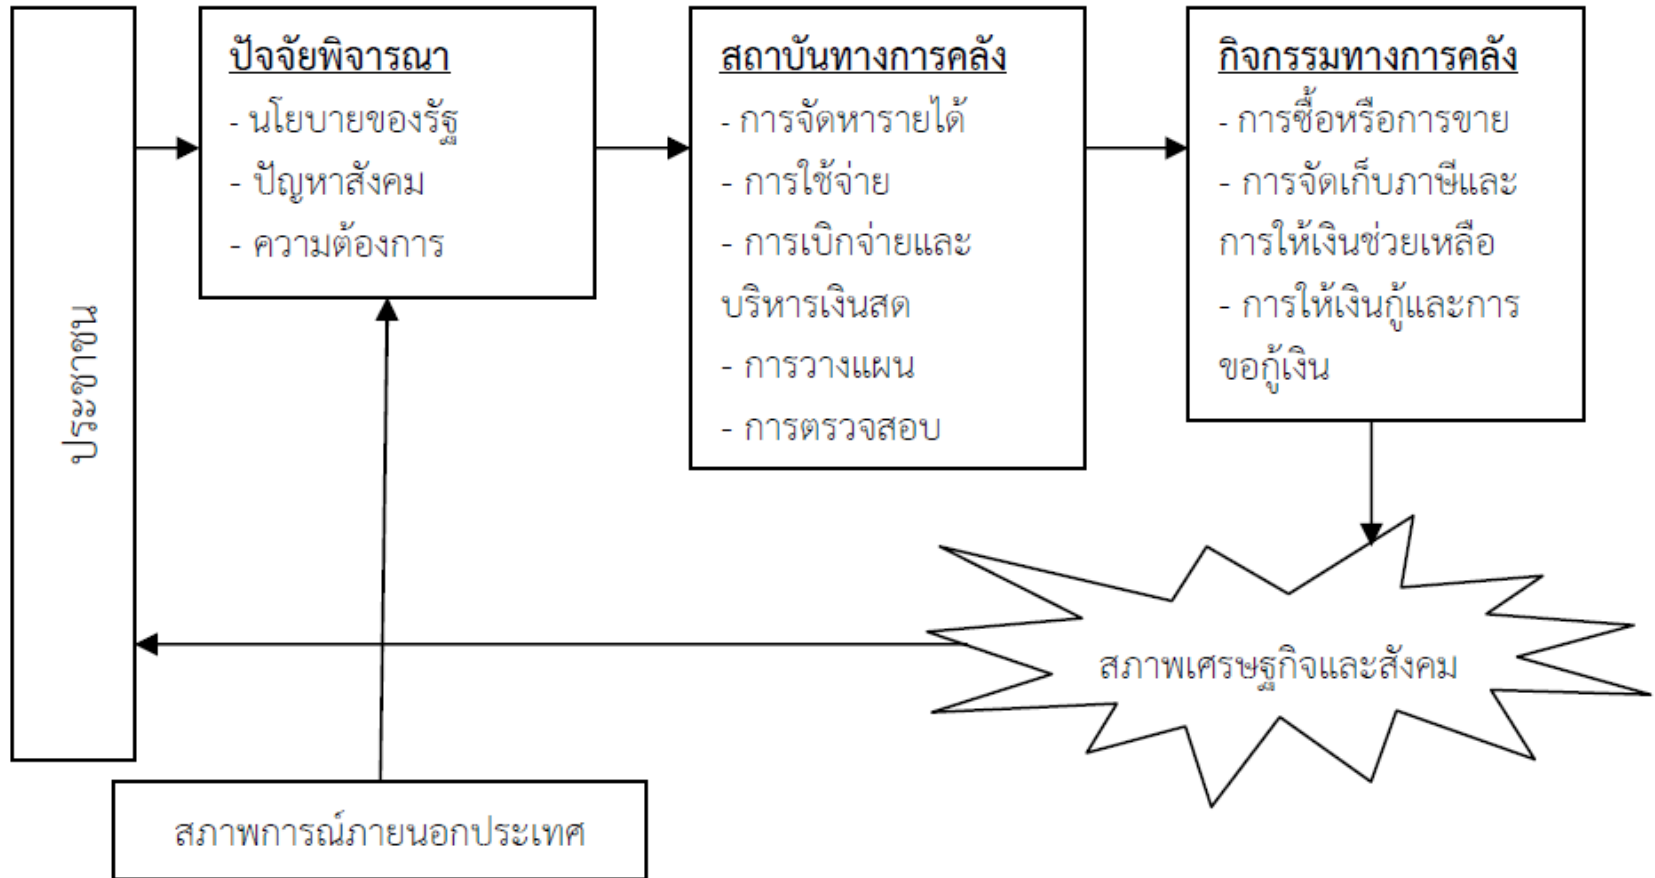 ประชาชน
ปัจจัยพิจารณา
- นโยบายของรัฐ
- ปัญหาสังคม
- ความต้องการ
สถาบันทางการคลัง
- การจัดหารายได้
- การใช้จ่าย
- การเบิกจ่ายและ
บริหารเงินสด
- การวางแผน
- การตรวจสอบ
กิจกรรมทางการคลัง
- การซื้อหรือการขาย
- การจัดเก็บภาษีและ
การให้เงินช่วยเหลือ
- การให้เงินกู้และการ
ขอกู้เงิน
สภาพเศรษฐกิจและสังคม
สภาพการณ์ภายนอกประเทศ